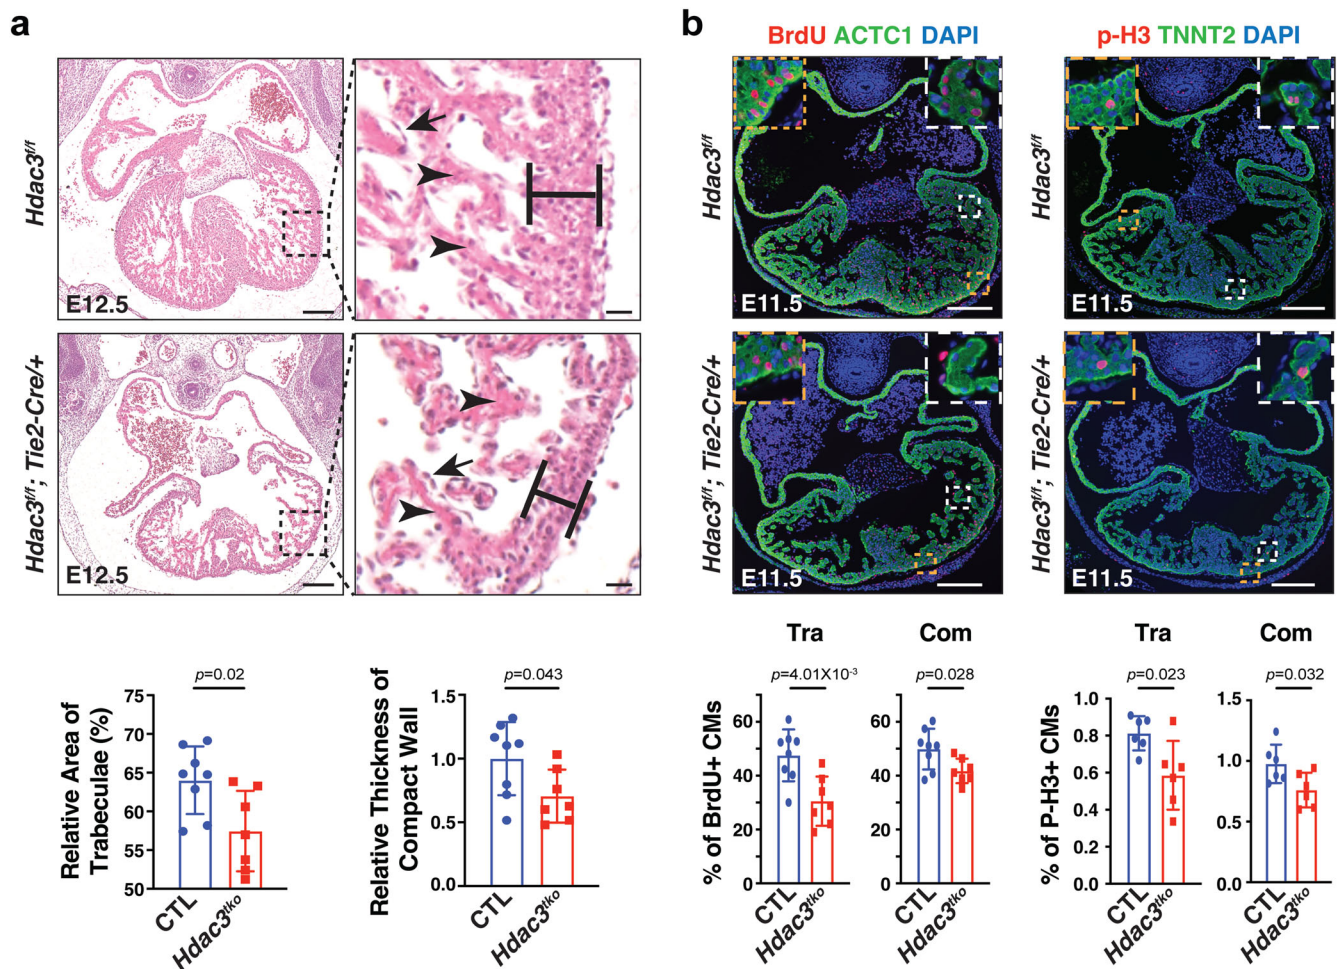 a
Hdac3f/f
E12.5
Hdac3f/f; Tie2-Cre/+
E12.5
b
BrdU ACTC1 DAPI
p-H3 TNNT2 DAPI
Hdac3f/f
E11.5
Hdac3f/f
E11.5
Hdac3f/f; Tie2-Cre/+
E11.5
Hdac3f/f; Tie2-Cre/+
E11.5
Relative Area of
Trabeculae (%)
p=0.02
75
70
65
60
55
50
CTL
Hdac3tko
Relative Thickness of
Compact Wall
p=0.043
1.5
1.0
0.5
0.0
CTL
Hdac3tko
% of BrdU+ CMs
Tra
p=4.01X10-3
60
40
20
0
CTL
Hdac3tko
Com
p=0.028
60
40
20
0
CTL
Hdac3tko
% of P-H3+ CMs
Tra
p=0.023
1.0
0.8
0.6
0.4
0.2
0.0
CTL
Hdac3tko
Com
p=0.032
1.5
1.0
0.5
0.0
CTL
Hdac3tko